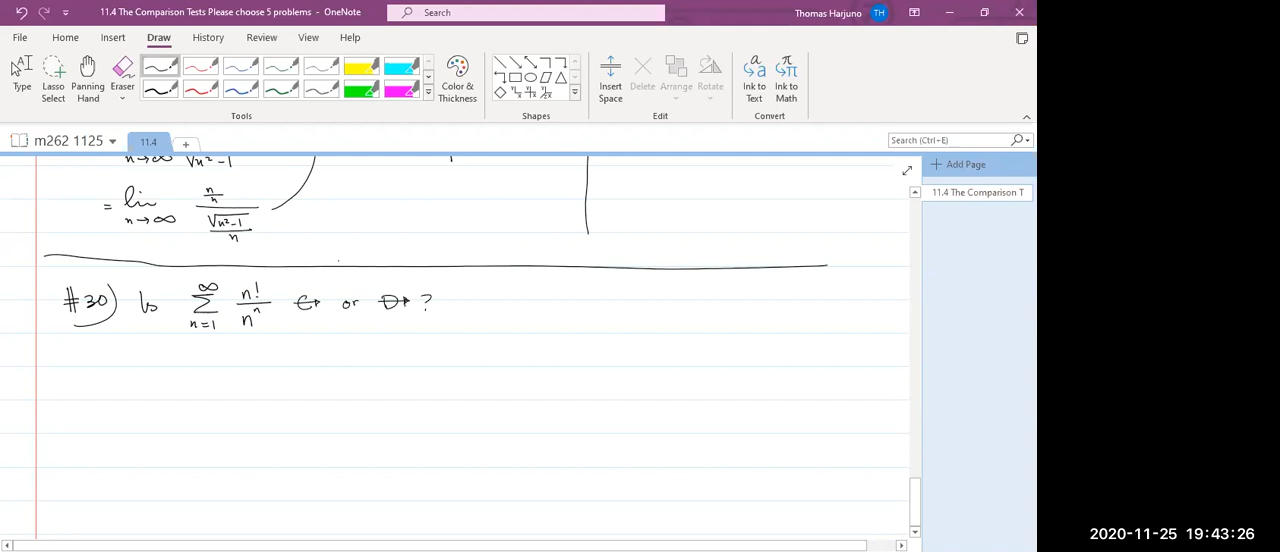 11.4 The Comparison Tests Please choose 5 problems - OneNote
Search
Thomas Harjuno TH
File Home Insert Draw History Review View Help
Type Lasso Select Panning Hand Eraser Color & Thickness Insert Space Delete Arrange Rotate Ink to Text Ink to Math
Tools Shapes Edit Convert
m262 1125 11.4 Search (Ctrl+E)
Add Page
11.4 The Comparison T
n→∞ √n²-1
= lim n→∞ (n/n) / (√n²-1 / n)
#30) Is ∞ Σ n=1 n!/nⁿ C or D ?
2020-11-25 19:43:26